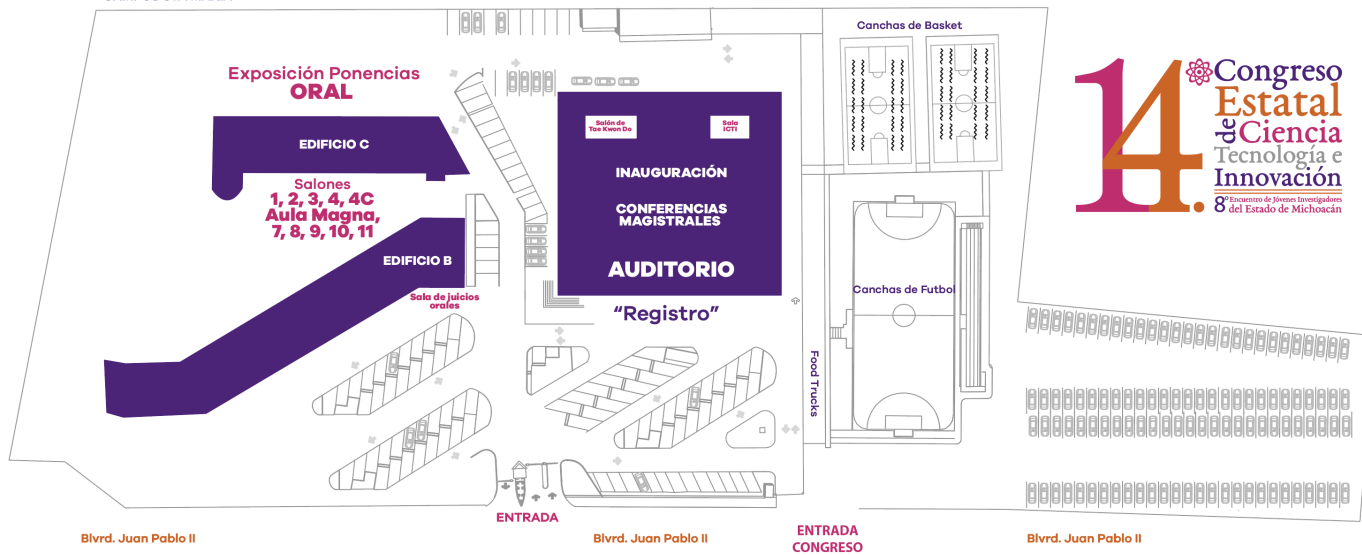 Exposición Ponencias
ORAL
EDIFICIO C
Salones
1, 2, 3, 4, 4C
Aula Magna,
7, 8, 9, 10, 11
EDIFICIO B
Sala de juicios
orales
Salón de
Tae Kwon Do
Sala
ICTI
INAUGURACIÓN
CONFERENCIAS
MAGISTRALES
AUDITORIO
“Registro”
Canchas de Basket
Canchas de Futbol
Food Trucks
14.
Congreso
Estatal
de Ciencia
Tecnología e
Innovación
8º Encuentro de Jóvenes Investigadores
del Estado de Michoacán
ENTRADA
ENTRADA
CONGRESO
Blvrd. Juan Pablo II
Blvrd. Juan Pablo II
Blvrd. Juan Pablo II